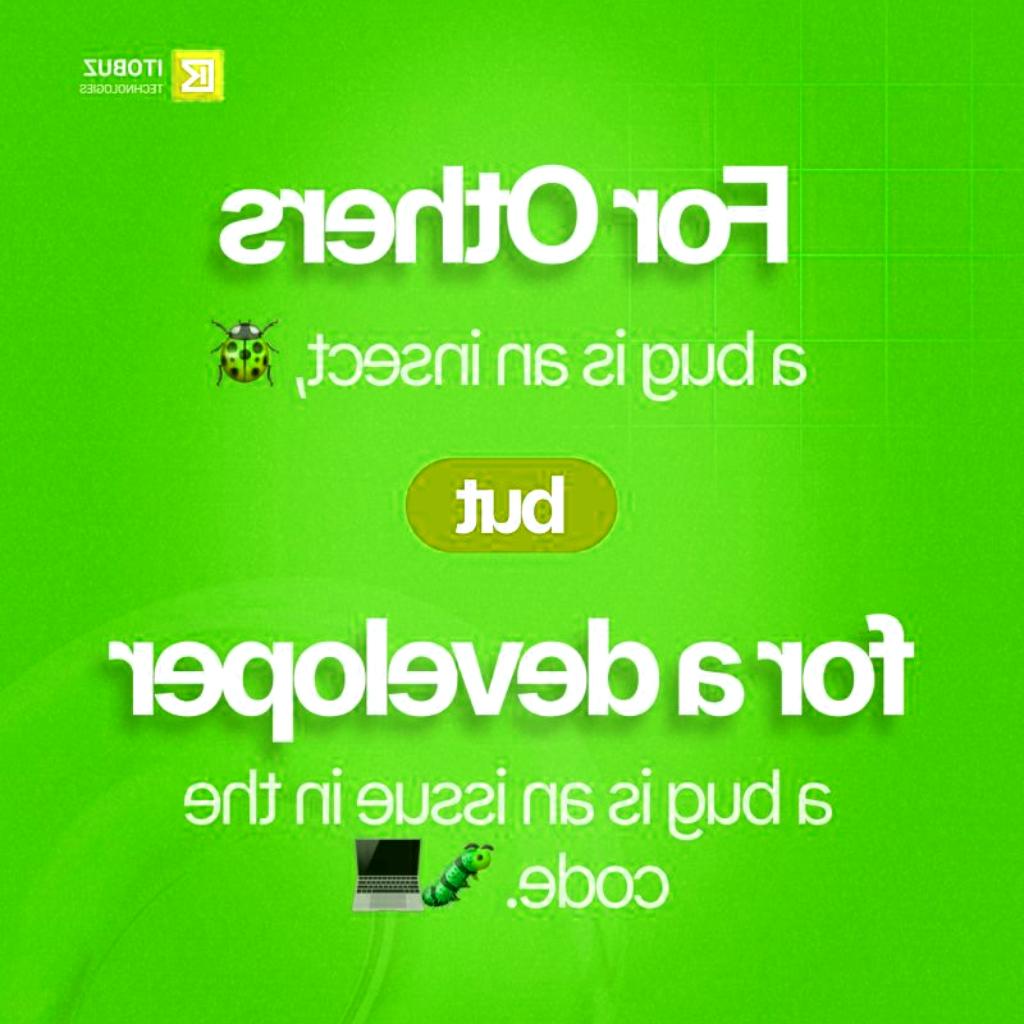 ITOBUZ
TECHNOLOGIES
For Others
a bug is an insect, 🐞
but
for a developer
a bug is an issue in the
code. 🐛💻